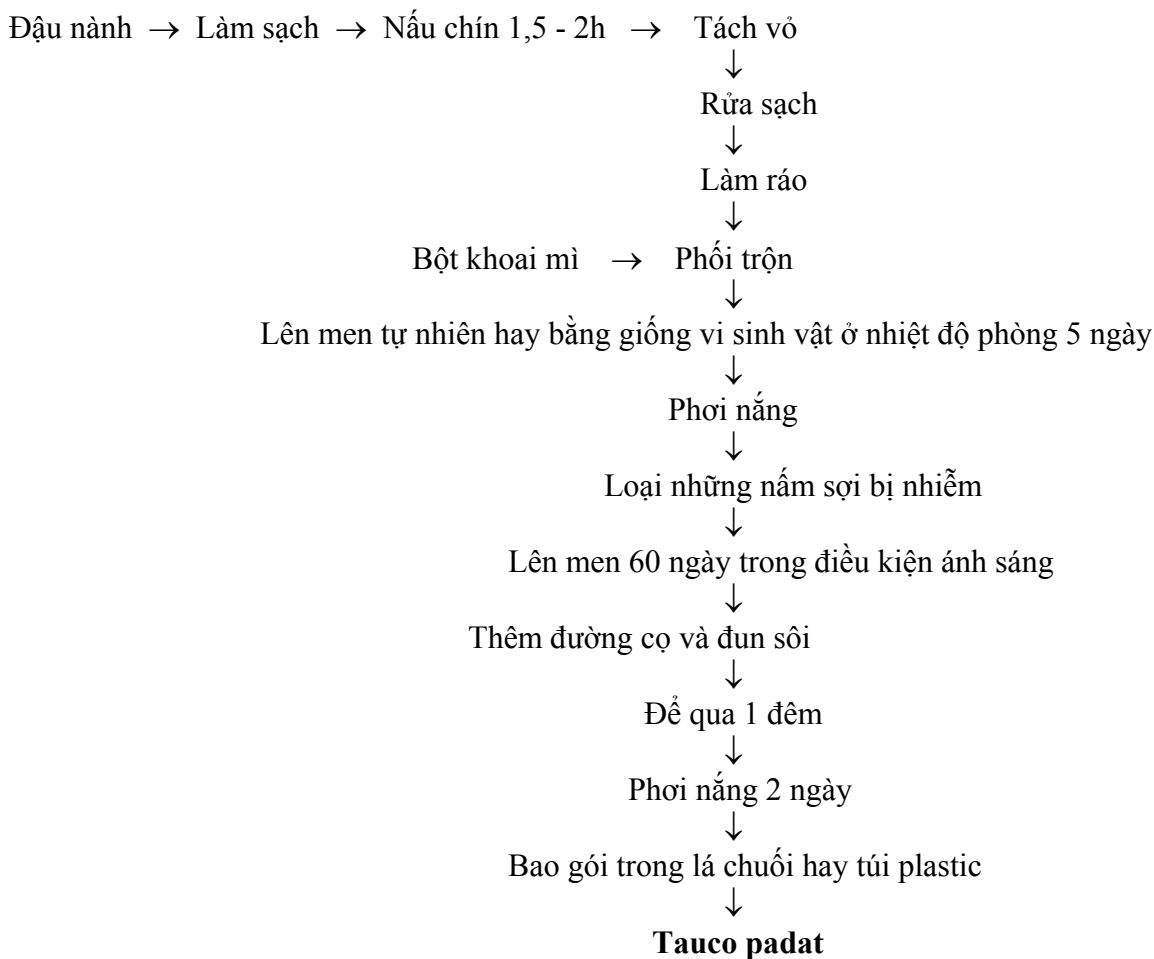 Đậu nành → Làm sạch → Nấu chín 1,5 - 2h → Tách vỏ
↓
Rửa sạch
↓
Làm ráo
↓
Bột khoai mì → Phối trộn
↓
Lên men tự nhiên hay bằng giống vi sinh vật ở nhiệt độ phòng 5 ngày
↓
Phơi nắng
↓
Loại những nấm sợi bị nhiễm
↓
Lên men 60 ngày trong điều kiện ánh sáng
↓
Thêm đường cọ và đun sôi
↓
Để qua 1 đêm
↓
Phơi nắng 2 ngày
↓
Bao gói trong lá chuối hay túi plastic
↓
Tauco padat